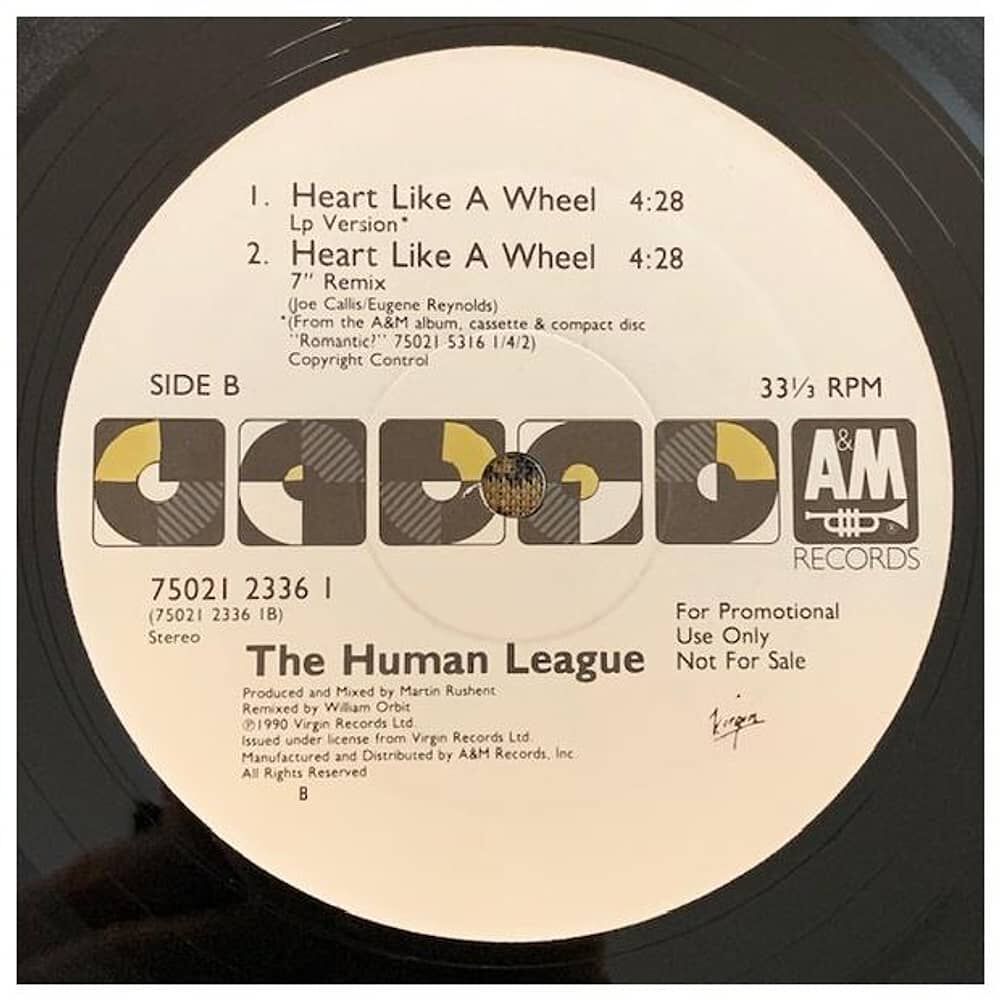 1. Heart Like A Wheel 4:28
Lp Version*
2. Heart Like A Wheel 4:28
7" Remix
(Joe Callis/Eugene Reynolds)
*(From the A&M album, cassette & compact disc
"Romantic?" 75021 5316 1/4/2)
Copyright Control
SIDE B
33⅓ RPM
A&M
®
RECORDS
75021 2336 1
(75021 2336 1B)
Stereo
For Promotional
Use Only
Not For Sale
The Human League
Produced and Mixed by Martin Rushent
Remixed by William Orbit
℗1990 Virgin Records Ltd.
Issued under license from Virgin Records Ltd.
Manufactured and Distributed by A&M Records, Inc.
All Rights Reserved
B
Virgin